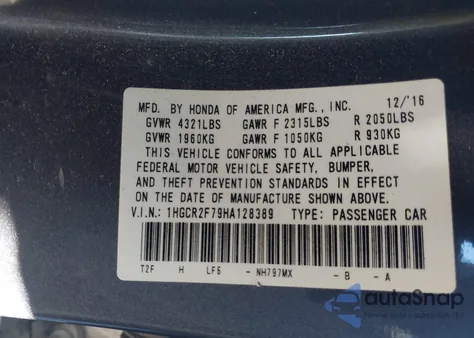 MFD. BY HONDA OF AMERICA MFG., INC. 12/'16
GVWR 4321LBS GAWR F 2315LBS R 2050LBS
GVWR 1960KG GAWR F 1050KG R 930KG
THIS VEHICLE CONFORMS TO ALL APPLICABLE
FEDERAL MOTOR VEHICLE SAFETY, BUMPER,
AND THEFT PREVENTION STANDARDS IN EFFECT
ON THE DATE OF MANUFACTURE SHOWN ABOVE.
V.I.N.: 1HGCR2F79HA128389 TYPE: PASSENGER CAR
T2F H LF6 - NH797MX - B - A
autoSnap